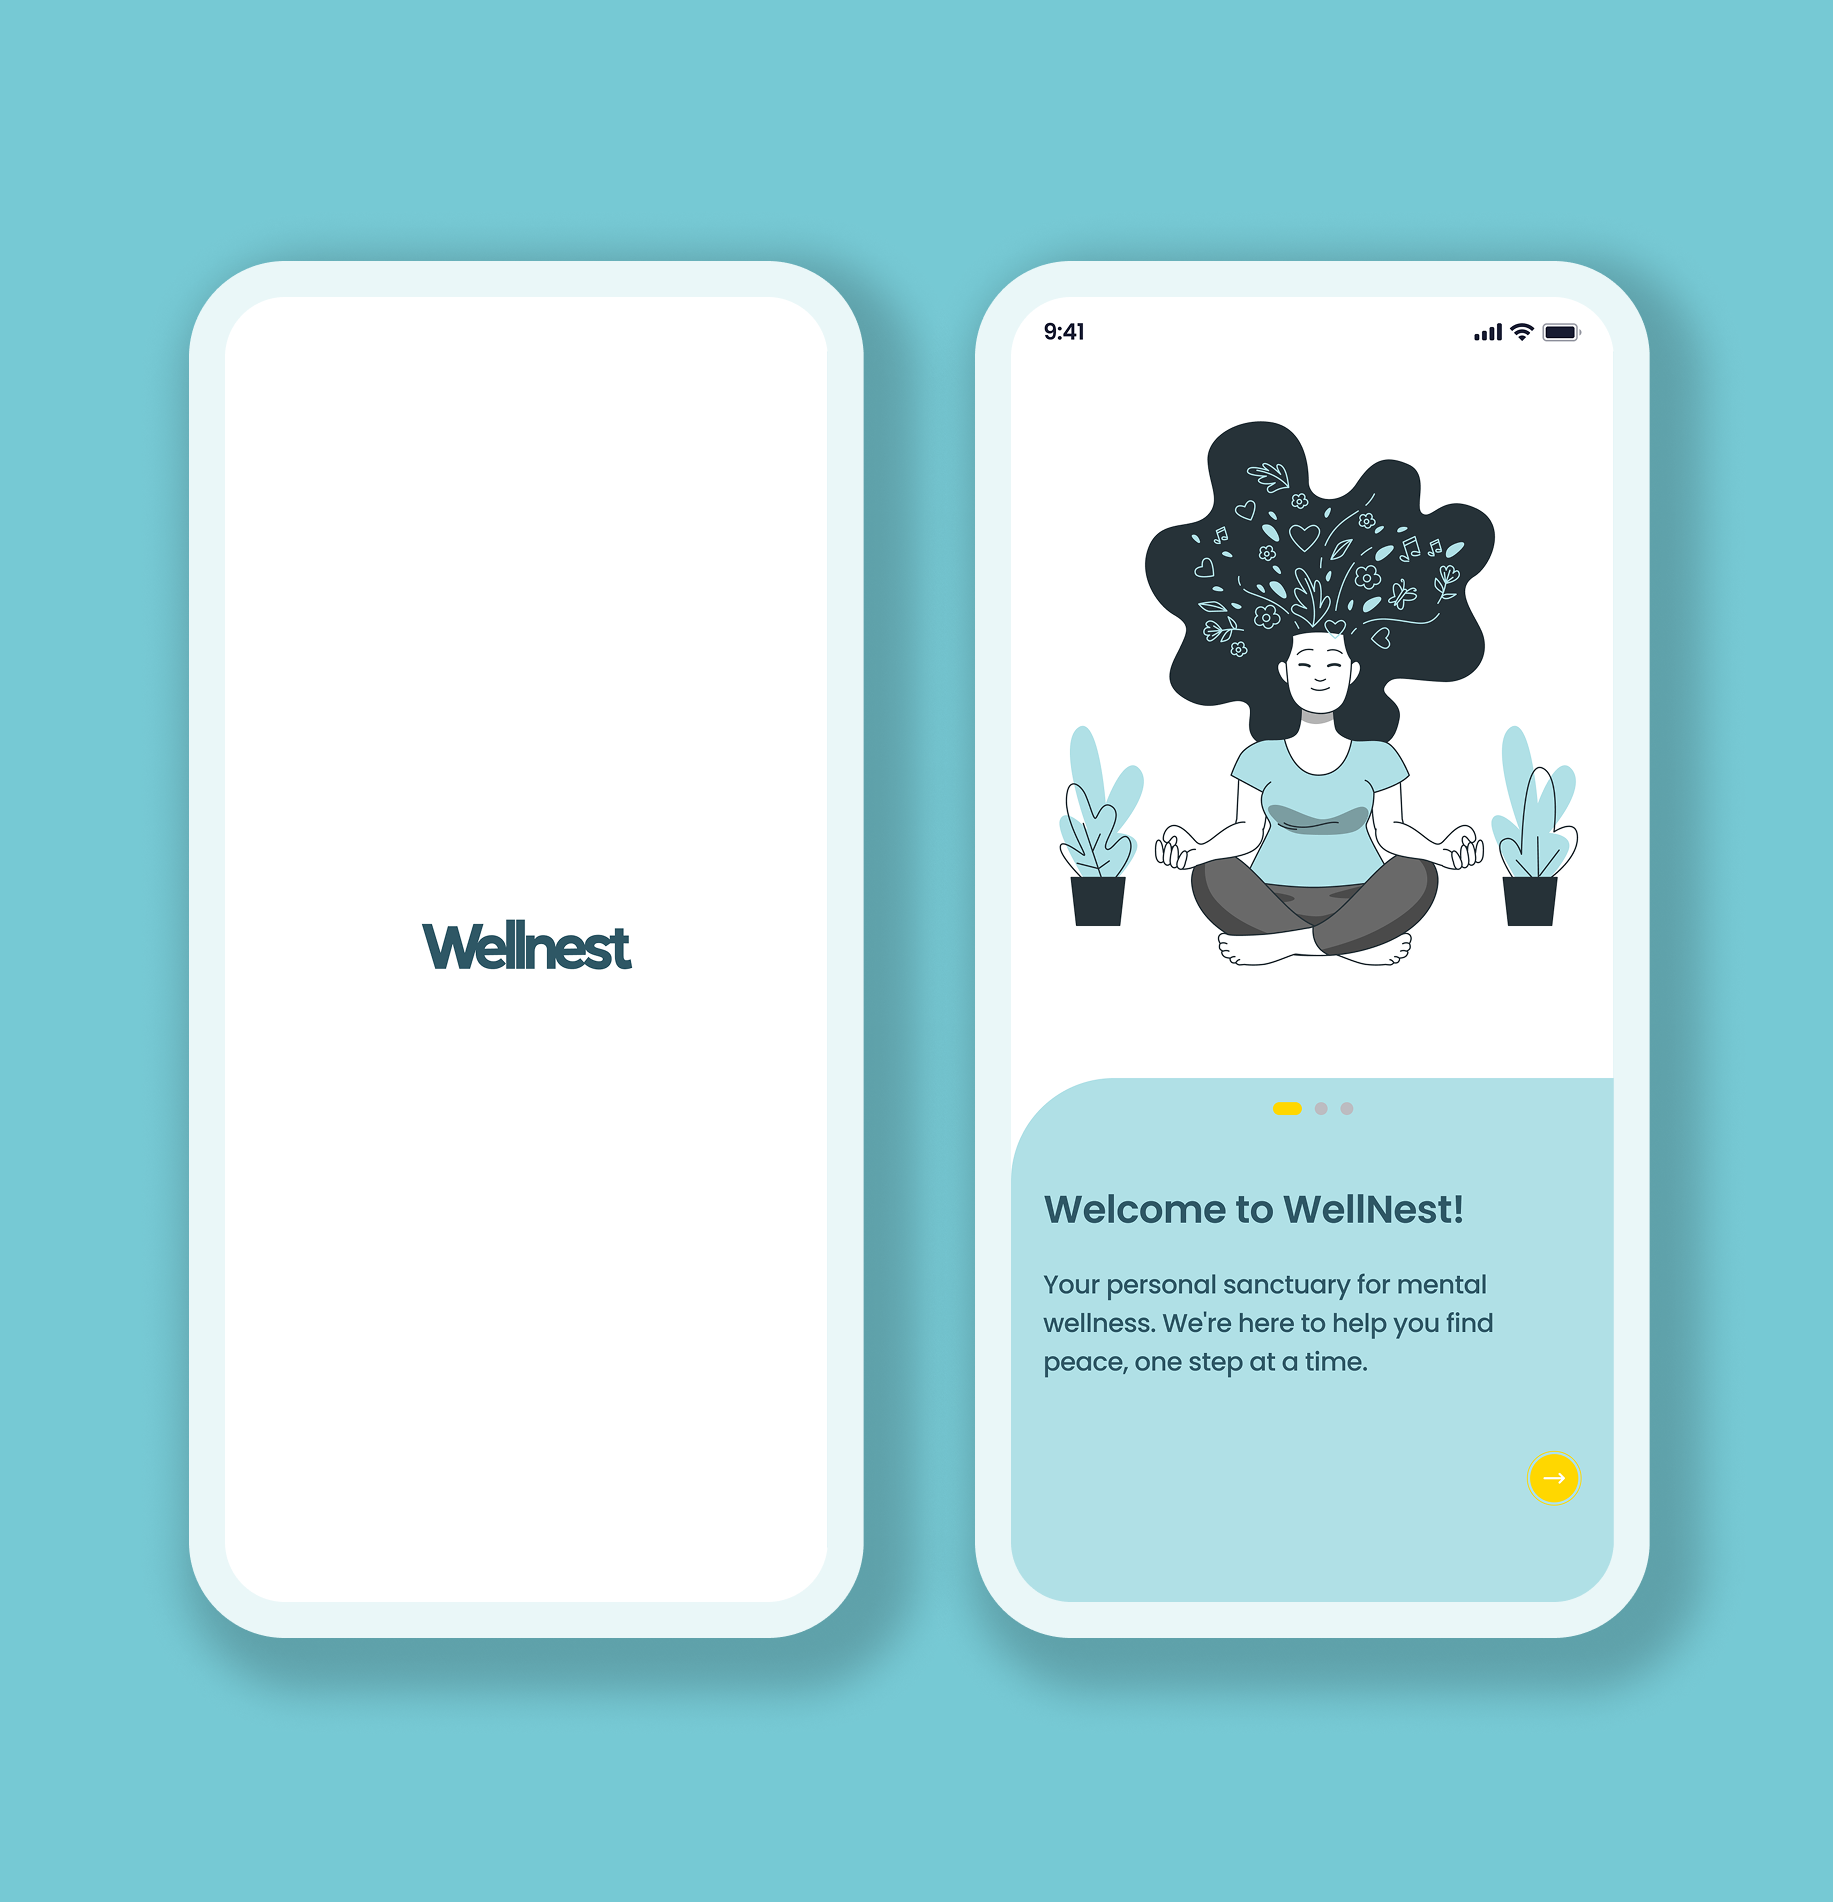 Wellnest
9:41
Welcome to WellNest!
Your personal sanctuary for mental
wellness. We're here to help you find
peace, one step at a time.